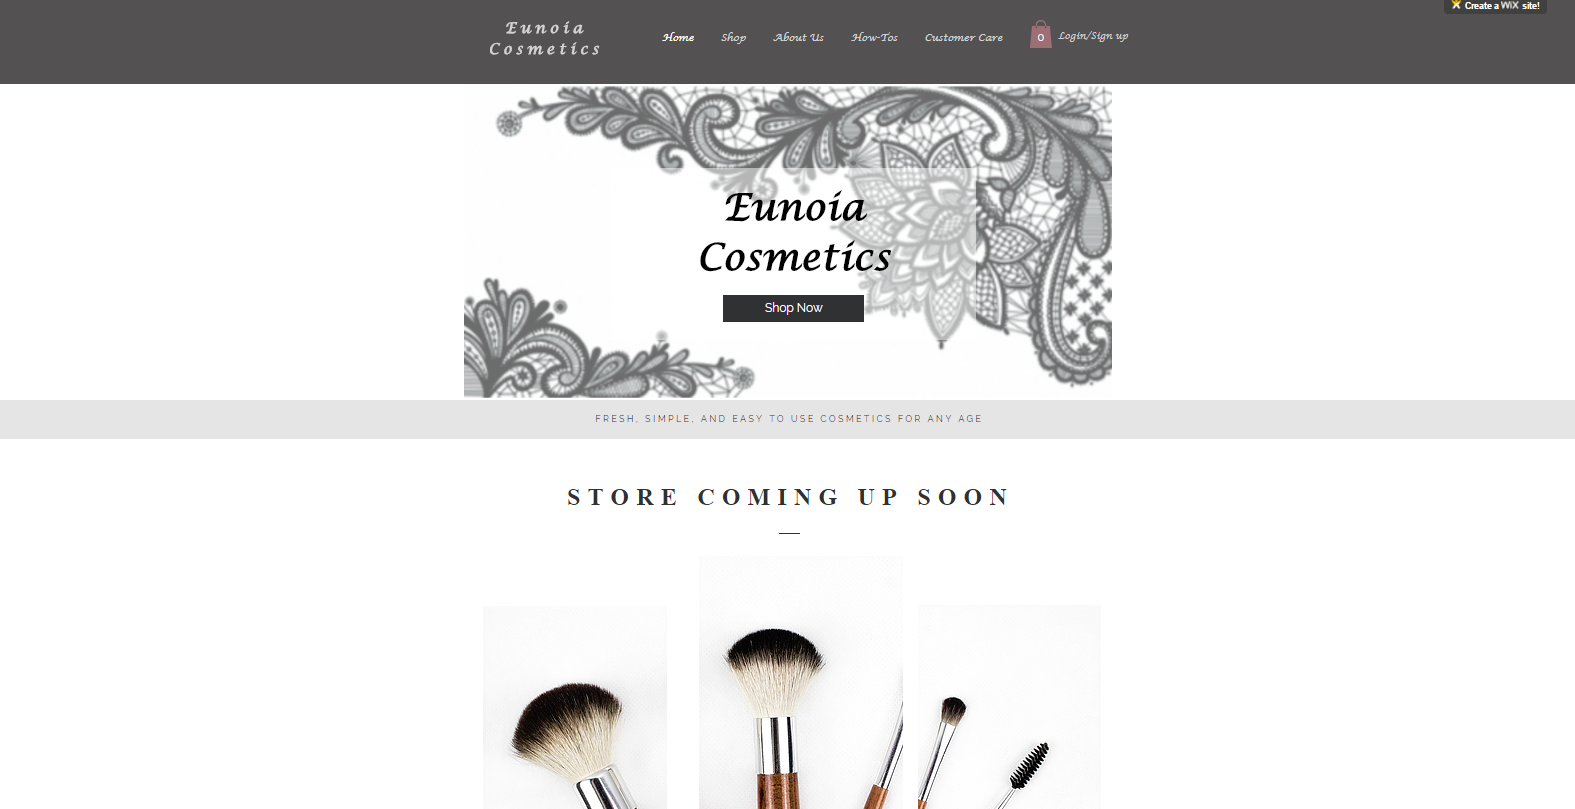 Create a WiX site!
Eunoia
Cosmetics
Home
Shop
About Us
How-Tos
Customer Care
0
Login/Sign up
Eunoia
Cosmetics
Shop Now
FRESH, SIMPLE, AND EASY TO USE COSMETICS FOR ANY AGE
STORE COMING UP SOON